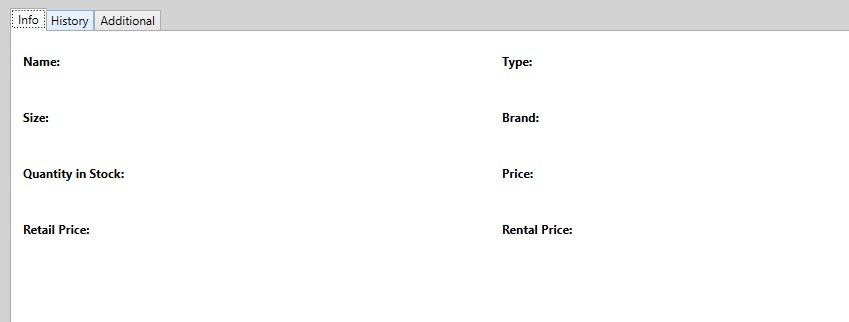 Info History Additional
Name: Type:
Size: Brand:
Quantity in Stock: Price:
Retail Price: Rental Price: